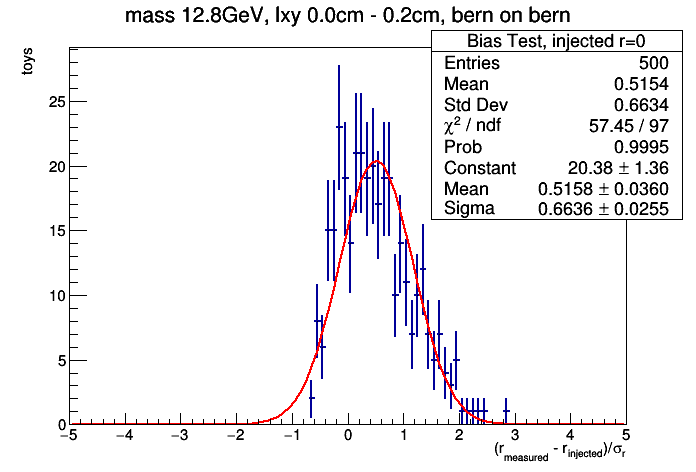 mass 12.8GeV, lxy 0.0cm - 0.2cm, bern on bern
toys
Bias Test, injected r=0
Entries 500
Mean 0.5154
Std Dev 0.6634
χ² / ndf 57.45 / 97
Prob 0.9995
Constant 20.38 ± 1.36
Mean 0.5158 ± 0.0360
Sigma 0.6636 ± 0.0255
25
20
15
10
5
0
−5 −4 −3 −2 −1 0 1 2 3 4 5
(r_measured - r_injected)/σ_r